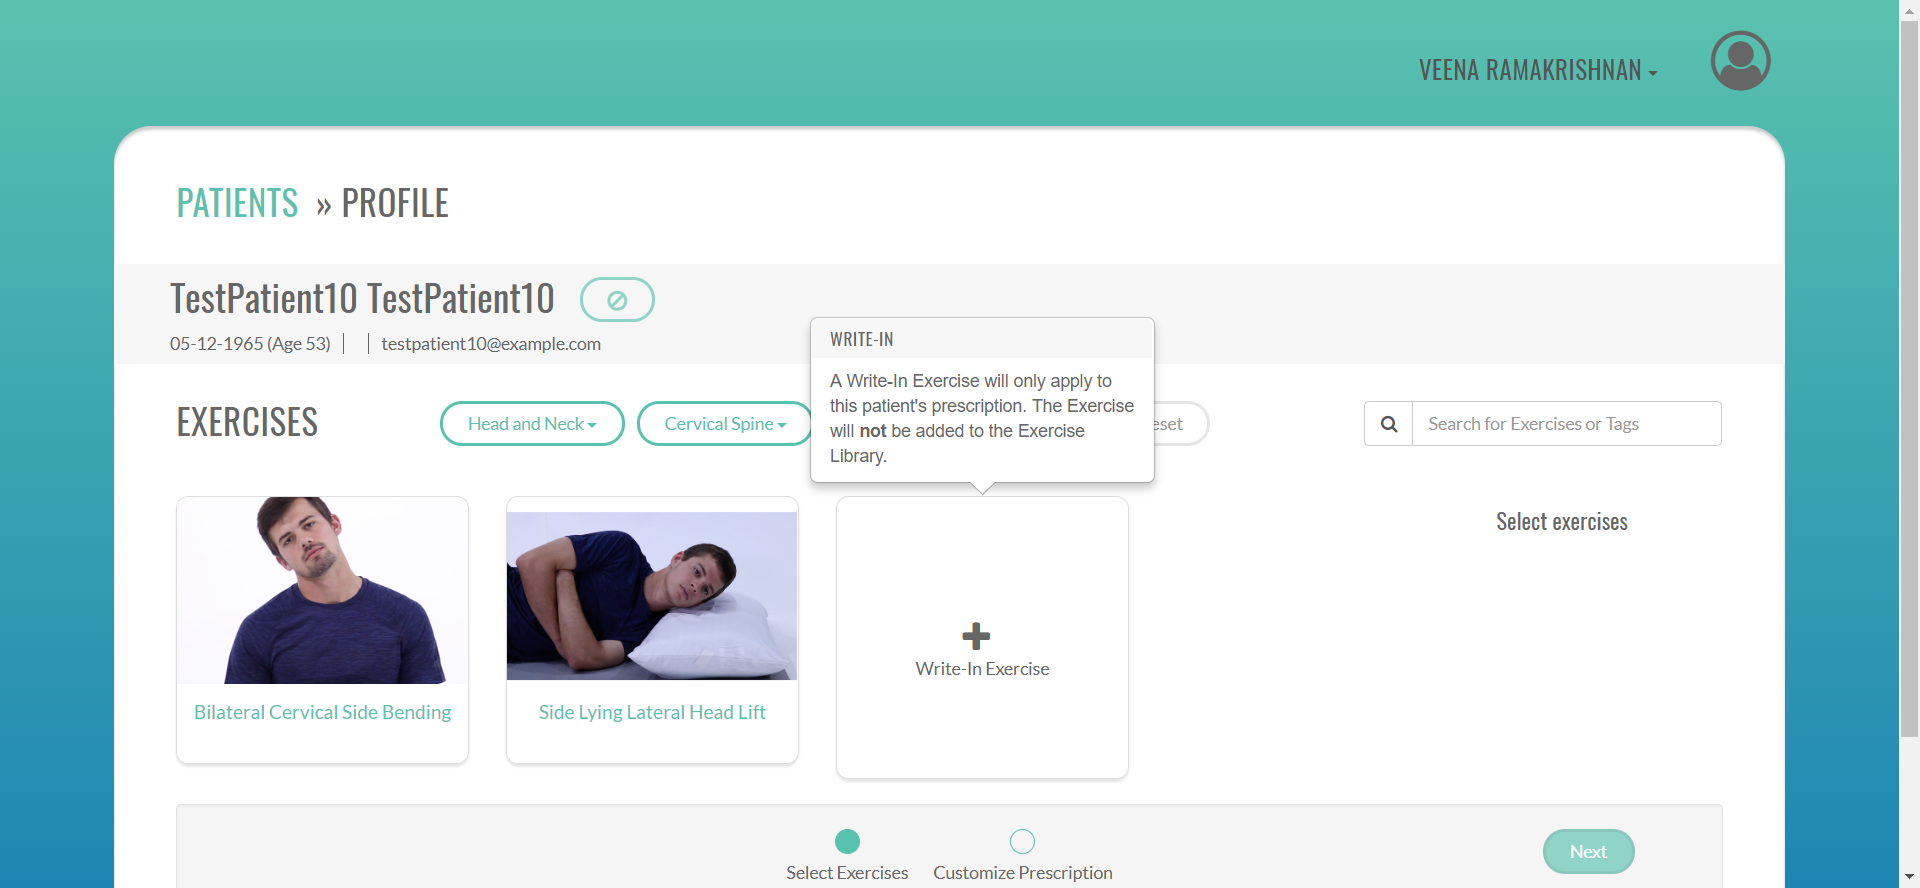 VEENA RAMAKRISHNAN
PATIENTS » PROFILE
TestPatient10 TestPatient10
05-12-1965 (Age 53)
testpatient10@example.com
WRITE-IN
A Write-In Exercise will only apply to
this patient's prescription. The Exercise
will not be added to the Exercise
Library.
EXERCISES
Head and Neck
Cervical Spine
Search for Exercises or Tags
Select exercises
Bilateral Cervical Side Bending
Side Lying Lateral Head Lift
Write-In Exercise
Select Exercises
Customize Prescription
Next